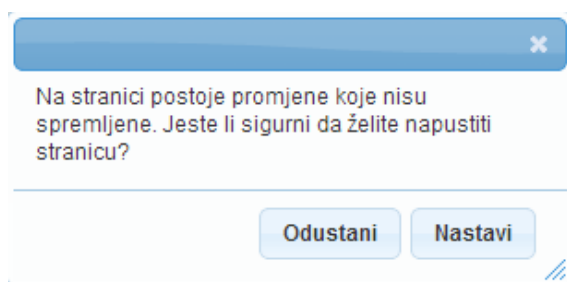 Na stranici postoje promjene koje nisu
spremljene. Jeste li sigurni da želite napustiti
stranicu?
Odustani Nastavi